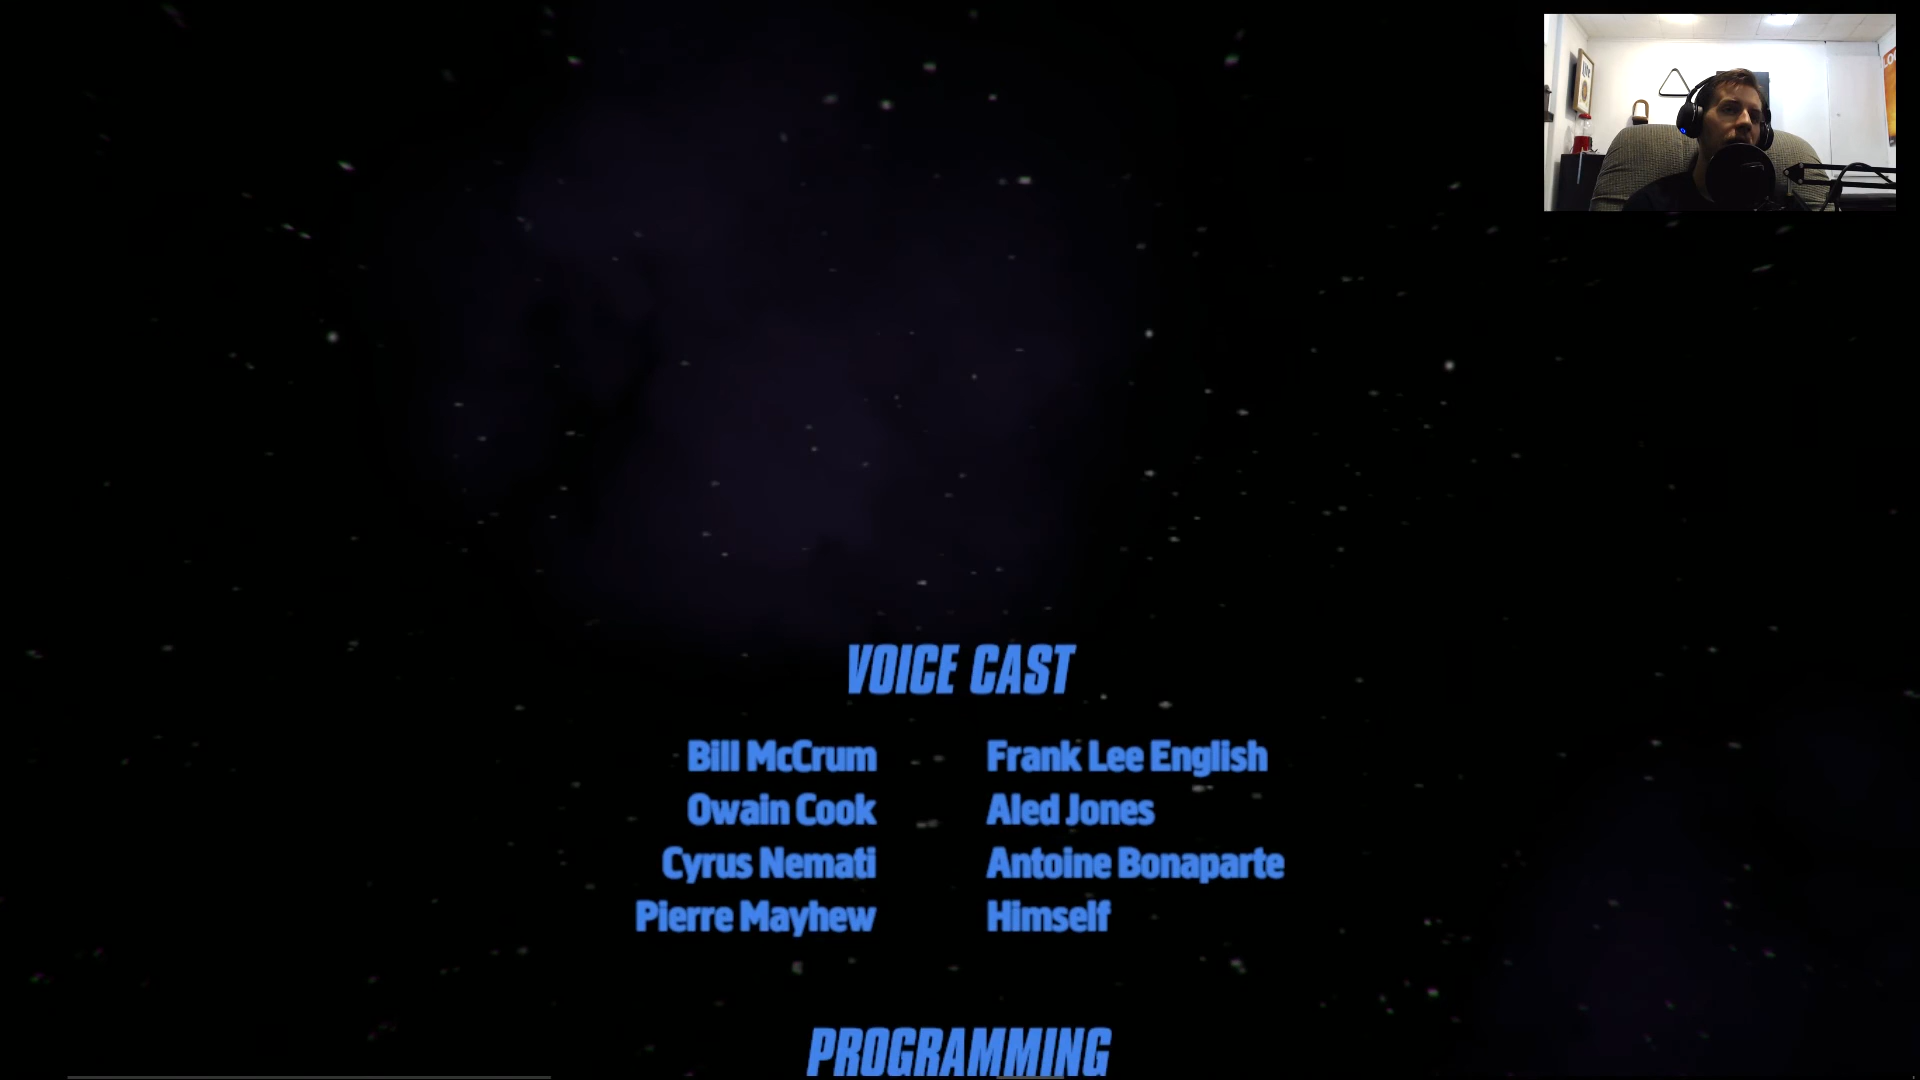 VOICE CAST
Bill McCrum Frank Lee English
Owain Cook Aled Jones
Cyrus Nemati Antoine Bonaparte
Pierre Mayhew Himself
PROGRAMMING